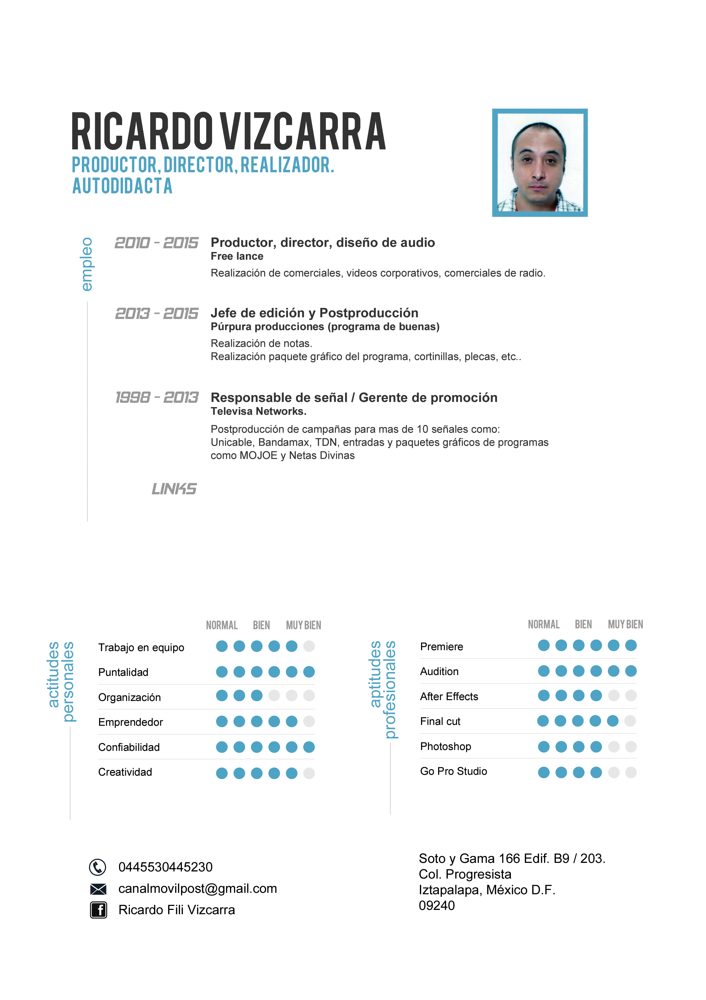 RICARDO VIZCARRA
PRODUCTOR, DIRECTOR, REALIZADOR.
AUTODIDACTA
empleo
2010 - 2015
Productor, director, diseño de audio
Free lance
Realización de comerciales, videos corporativos, comerciales de radio.
2013 - 2015
Jefe de edición y Postproducción
Púrpura producciones (programa de buenas)
Realización de notas.
Realización paquete gráfico del programa, cortinillas, plecas, etc..
1998 - 2013
Responsable de señal / Gerente de promoción
Televisa Networks.
Postproducción de campañas para mas de 10 señales como:
Unicable, Bandamax, TDN, entradas y paquetes gráficos de programas
como MOJOE y Netas Divinas
LINKS
actitudes
personales
NORMAL BIEN MUY BIEN
Trabajo en equipo
Puntalidad
Organización
Emprendedor
Confiabilidad
Creatividad
aptitudes
profesionales
NORMAL BIEN MUY BIEN
Premiere
Audition
After Effects
Final cut
Photoshop
Go Pro Studio
0445530445230
canalmovilpost@gmail.com
f Ricardo Fili Vizcarra
Soto y Gama 166 Edif. B9 / 203.
Col. Progresista
Iztapalapa, México D.F.
09240